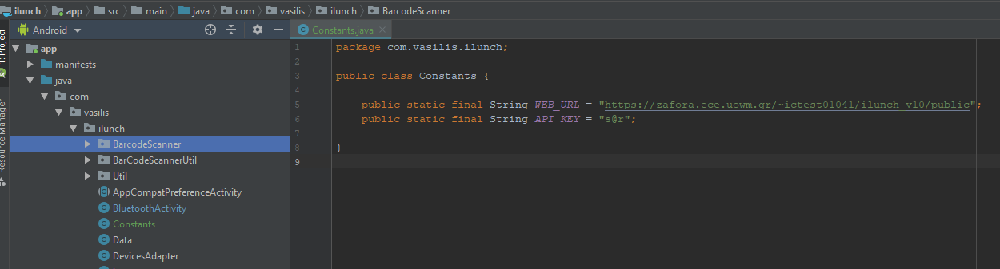 ilunch app src main java com vasilis ilunch BarcodeScanner
1: Project
Resource Manager
Android
app
manifests
java
com
vasilis
ilunch
BarcodeScanner
BarCodeScannerUtil
Util
AppCompatPreferenceActivity
BluetoothActivity
Constants
Data
DevicesAdapter
Constants.java
1 package com.vasilis.ilunch;
2
3 public class Constants {
4
5 public static final String WEB_URL = "https://zafora.ece.uowm.gr/~ictest01041/ilunch_v10/public";
6 public static final String API_KEY = "s@r";
7
8 }
9